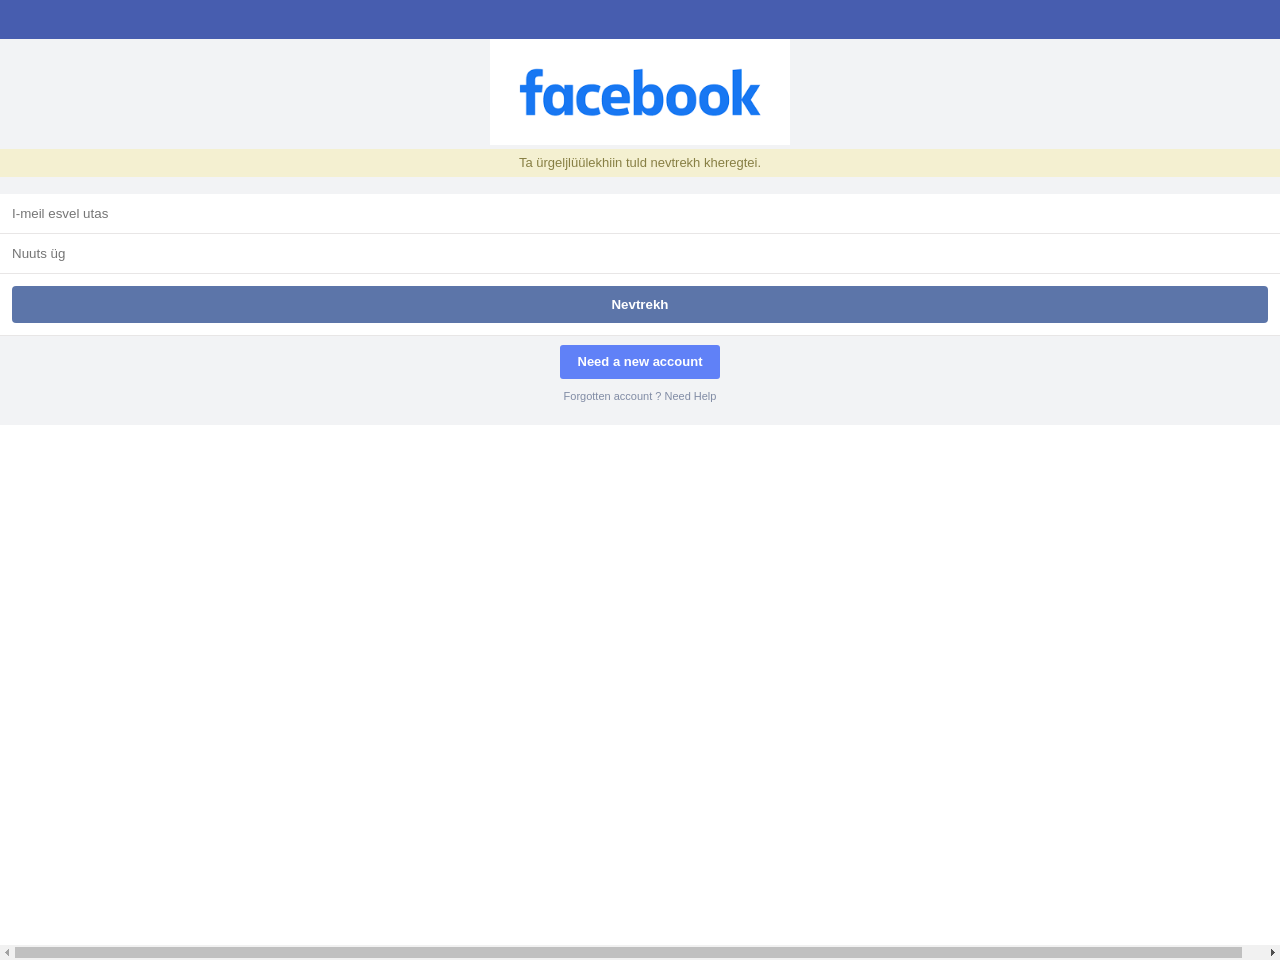 facebook
Ta ürgeljlüülekhiin tuld nevtrekh kheregtei.
I-meil esvel utas
Nuuts üg
Nevtrekh
Need a new account
Forgotten account ? Need Help